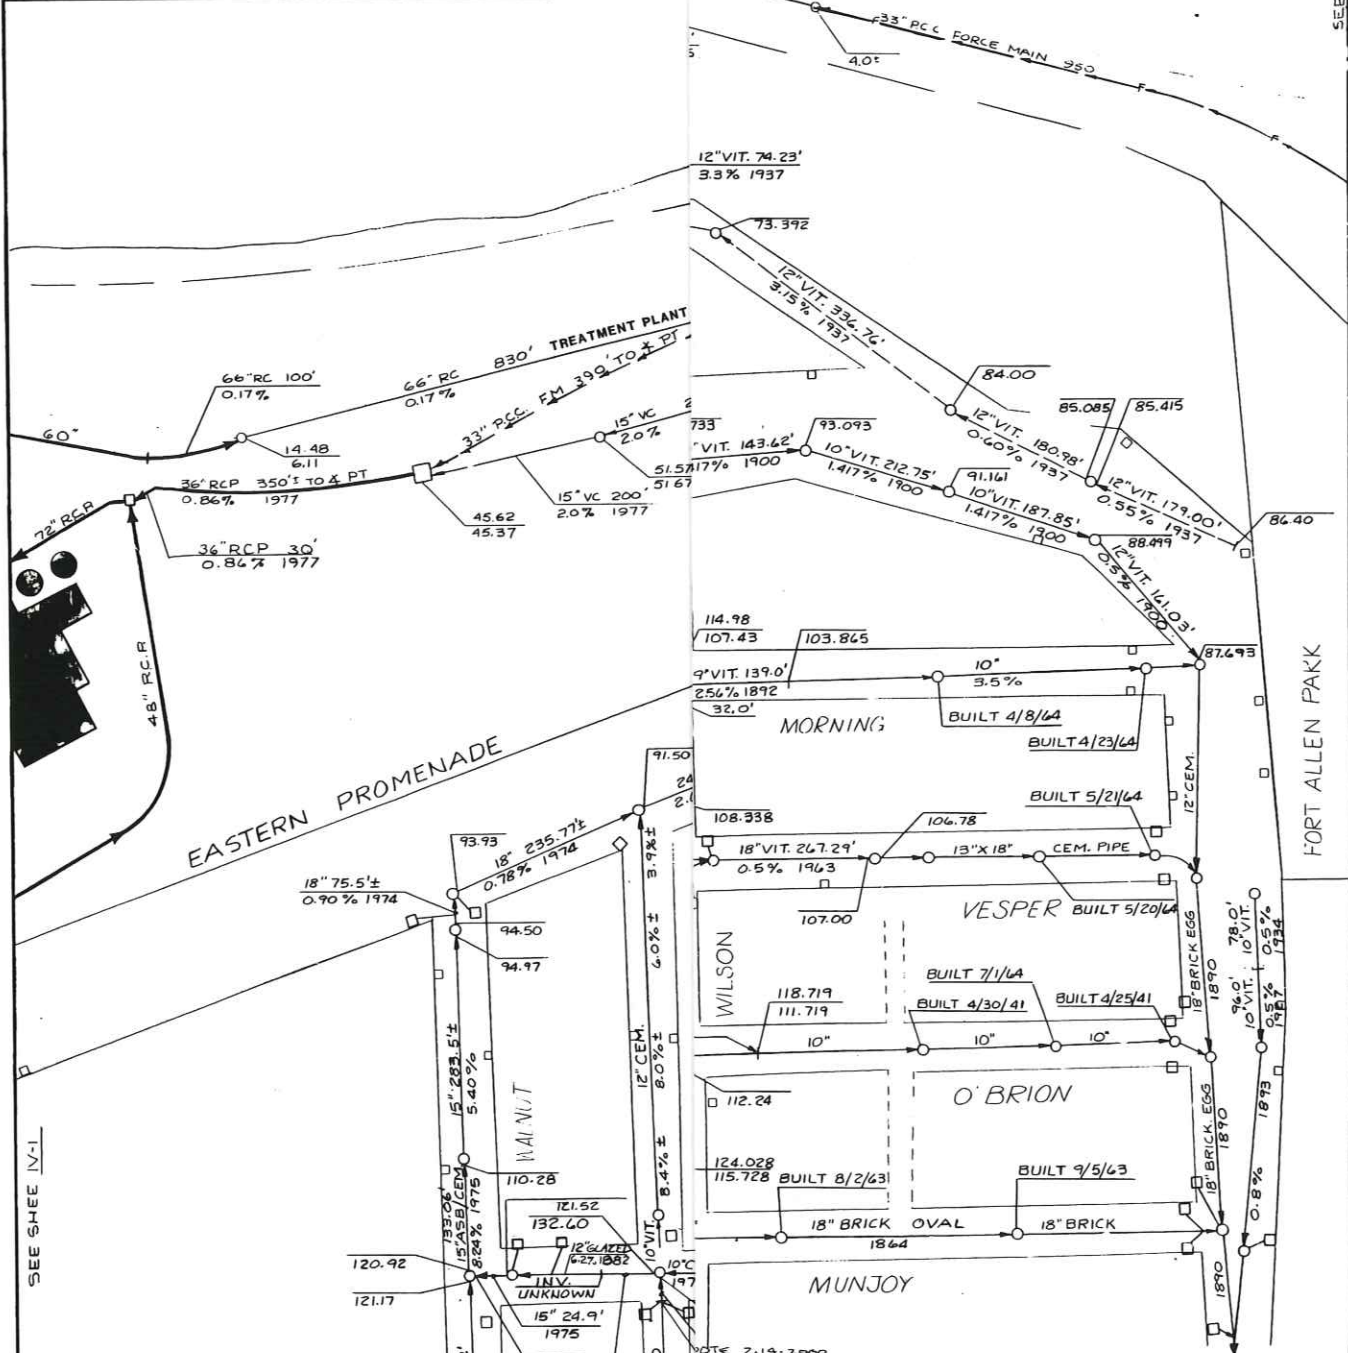 33" P.C.C FORCE MAIN 950
4.0±
SEE
12" VIT. 74.23'
3.3% 1937
73.392
12" VIT. 336.76'
3.15% 1937
830' TREATMENT PLANT
66" RC 100'
0.17%
66" RC
0.17%
33" P.C.C. F.M 390' TO ⅊ PT
60"
14.48
6.11
15" VC
2.0%
84.00
85.085
85.415
12" VIT. 180.98'
0.60% 1937
733
93.093
VIT. 143.62'
17% 1900
10" VIT. 212.75'
1.417% 1900
51.57
51.67
91.161
12" VIT. 179.00'
0.55% 1937
86.40
36" RCP 350'± TO ⅊ PT
0.86% 1977
15" VC 200'
2.0% 1977
10" VIT. 187.85'
1.417% 1900
45.62
45.37
72" R.C.P.
88.499
36" RCP 30'
0.86% 1977
12" VIT. 161.03'
0.5% 1900
48" R.C.P.
114.98
107.43
103.865
87.693
9" VIT. 139.0'
2.56% 1892
32.0'
10"
3.5%
MORNING
BUILT 4/8/64
BUILT 4/23/64
FORT ALLEN PARK
EASTERN PROMENADE
91.50
24
12" CEM.
BUILT 5/21/64
108.338
106.78
93.93
18" 235.77'±
0.78% 1974
3.9%±
18" VIT. 267.29'
0.5% 1963
13" X 18" CEM. PIPE
18" 75.5'±
0.90% 1974
107.00
VESPER
BUILT 5/20/64
94.50
94.97
6.0%±
WILSON
18" BRICK EGG
1890
78.0'
10" VIT.
0.5%
1934
96.0'
10" VIT.
0.5%
BUILT 7/1/64
118.719
111.719
BUILT 4/30/41
BUILT 4/25/41
10"
10"
10"
15" 283.5'±
5.40%
12" CEM.
8.0%±
WALNUT
112.24
O'BRION
18" BRICK EGG
1890
1893
SEE SHEE IV-1
124.028
115.728
BUILT 8/2/63
BUILT 9/5/63
110.28
8.4%±
133.06'
15" ASB/CEM
8.24% 1975
121.52
132.60
18" BRICK OVAL
1864
18" BRICK
0.8%
10" VIT.
12" GLAZED
6-27-1882
120.92
121.17
INV.
UNKNOWN
10" C
197
MUNJOY
1890
15" 24.9'
1975